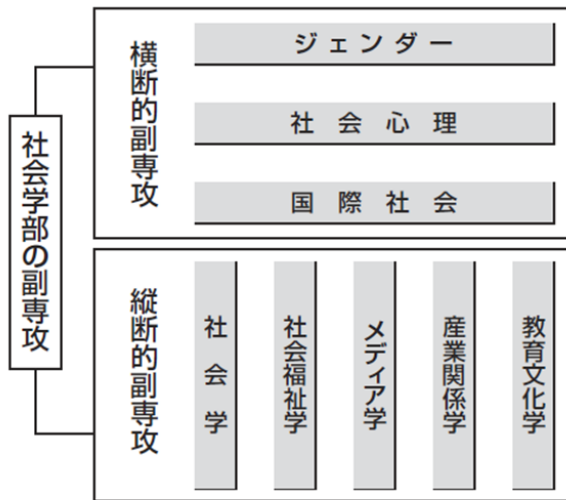 社会学部の副専攻
横断的副専攻
ジェンダー
社会心理
国際社会
縦断的副専攻
社会学
社会福祉学
メディア学
産業関係学
教育文化学